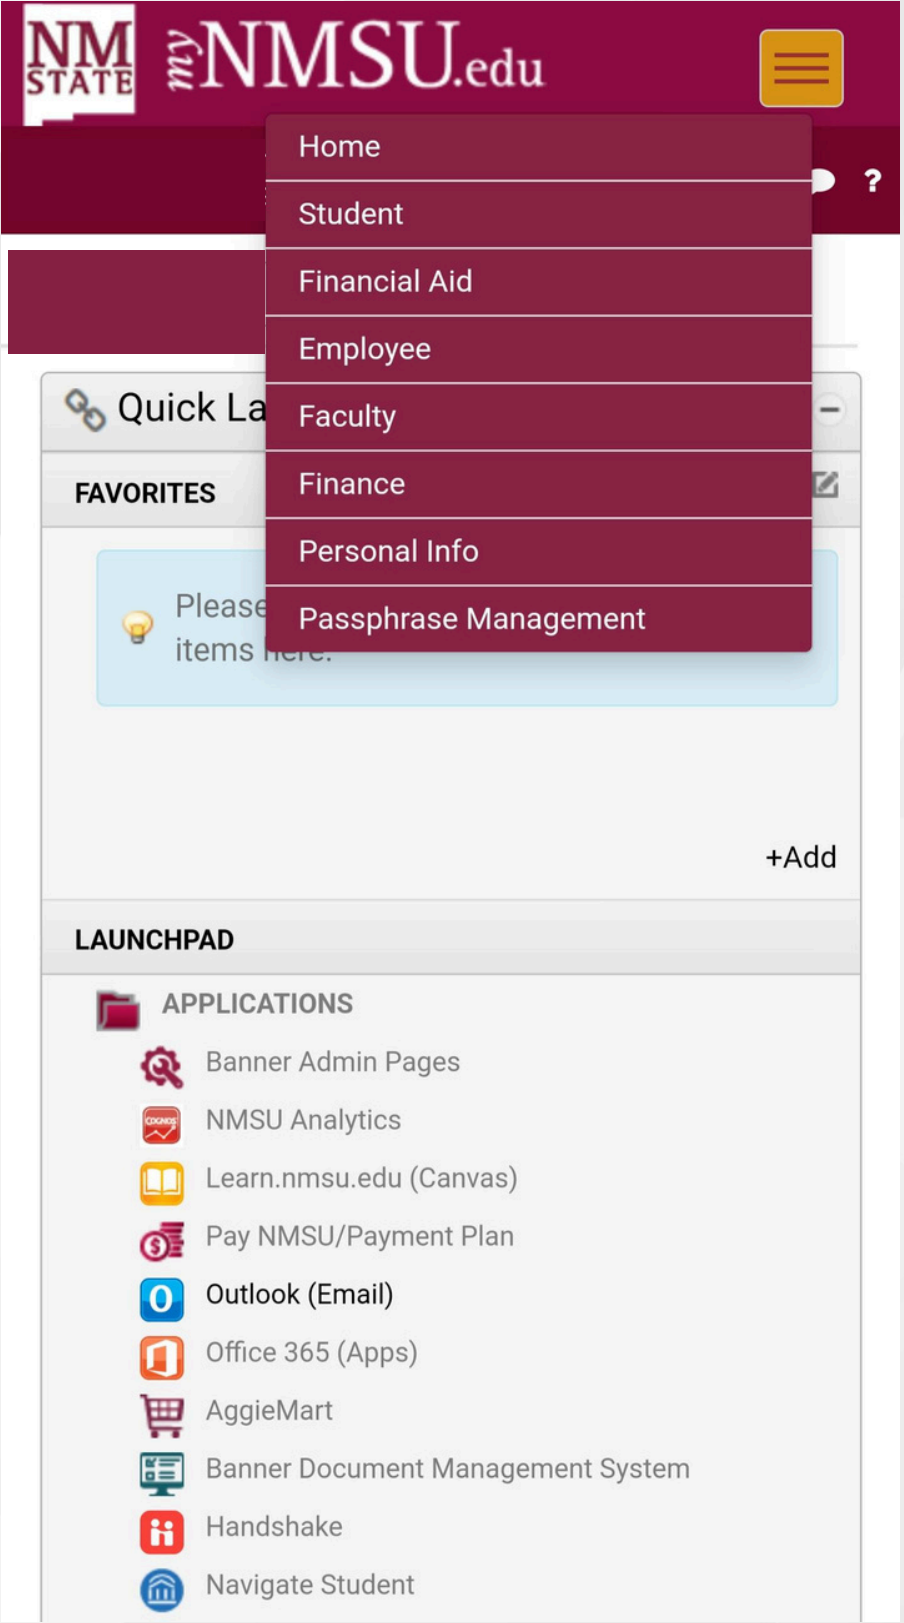 NM
STATE
myNMSU.edu
Home
Student
Financial Aid
Employee
Faculty
Finance
Personal Info
Passphrase Management
?
Quick La
FAVORITES
Please
items here.
+Add
LAUNCHPAD
APPLICATIONS
Banner Admin Pages
COGNOS
NMSU Analytics
Learn.nmsu.edu (Canvas)
Pay NMSU/Payment Plan
Outlook (Email)
Office 365 (Apps)
AggieMart
Banner Document Management System
Handshake
Navigate Student